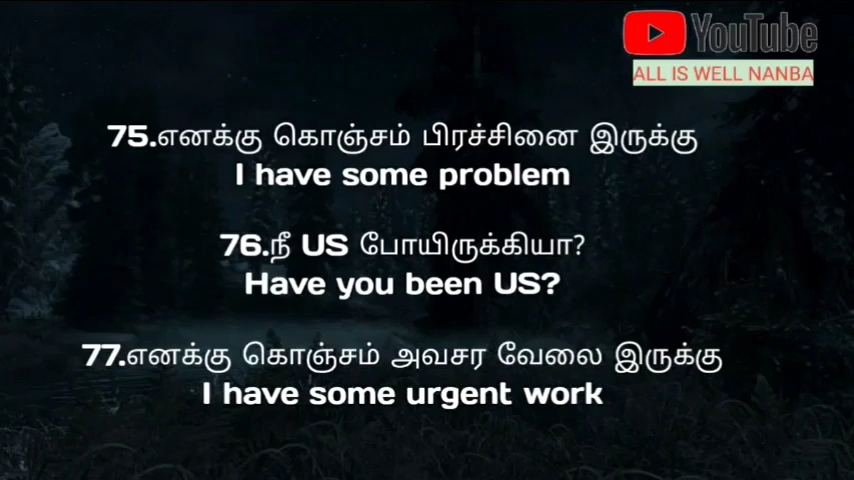 YouTube
ALL IS WELL NANBA
75.எனக்கு கொஞ்சம் பிரச்சினை இருக்கு
I have some problem
76.நீ US போயிருக்கியா?
Have you been US?
77.எனக்கு கொஞ்சம் அவசர வேலை இருக்கு
I have some urgent work